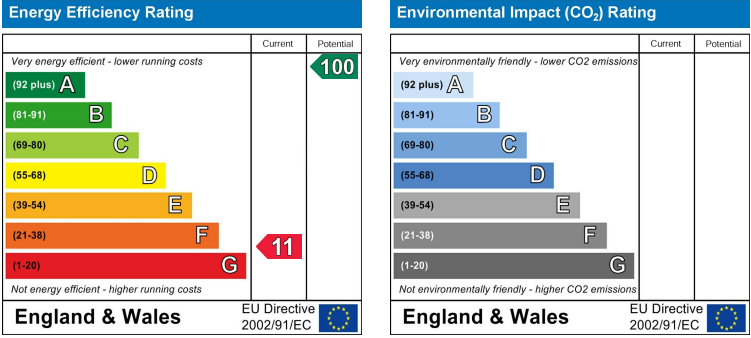 Energy Efficiency Rating
Current
Potential
Very energy efficient - lower running costs
(92 plus) A
(81-91) B
(69-80) C
(55-68) D
(39-54) E
(21-38) F
(1-20) G
100
11
Not energy efficient - higher running costs
England & Wales
EU Directive
2002/91/EC
Environmental Impact (CO₂) Rating
Current
Potential
Very environmentally friendly - lower CO2 emissions
(92 plus) A
(81-91) B
(69-80) C
(55-68) D
(39-54) E
(21-38) F
(1-20) G
Not environmentally friendly - higher CO2 emissions
England & Wales
EU Directive
2002/91/EC